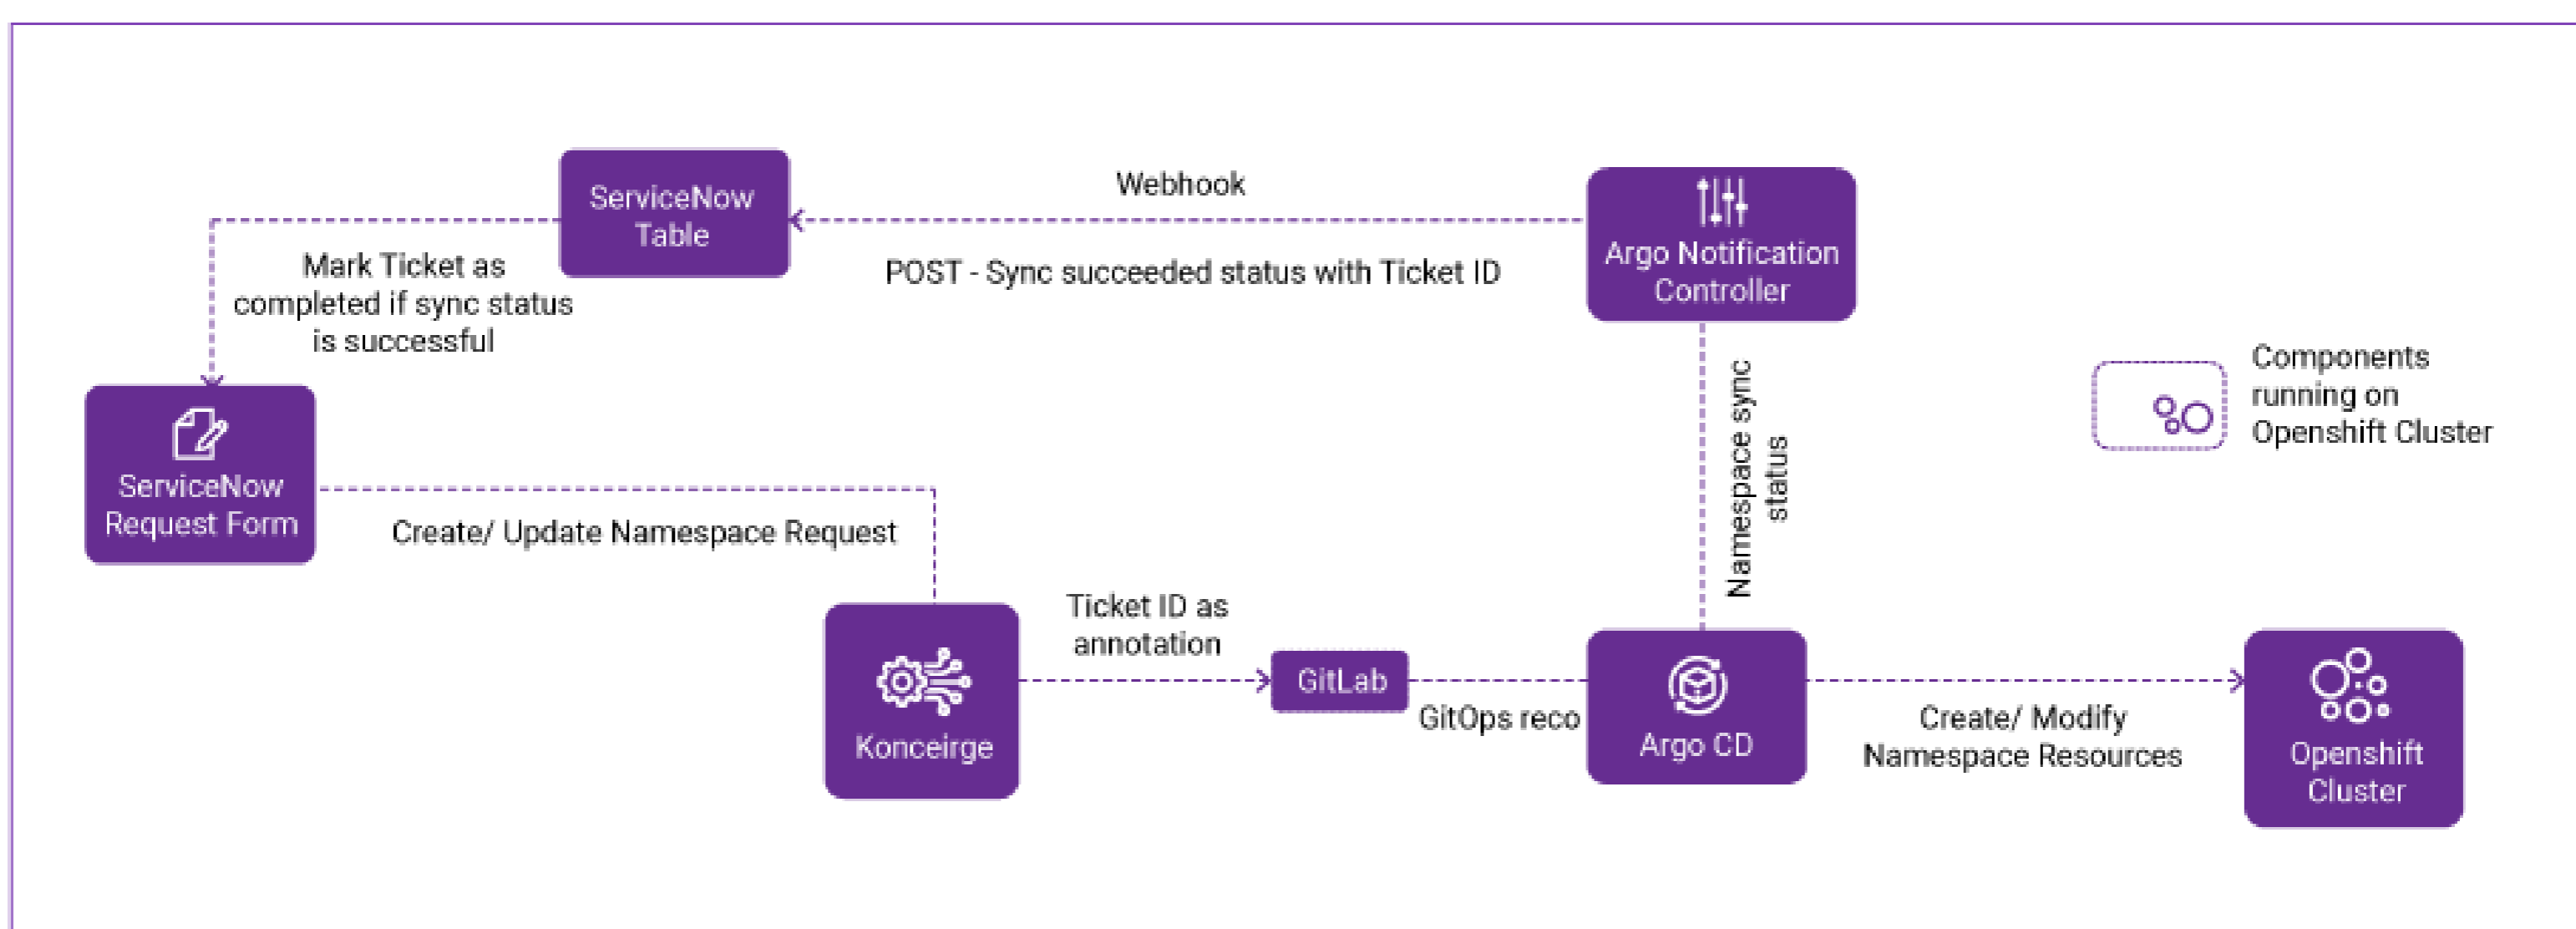 ServiceNow
Table
Webhook
POST - Sync succeeded status with Ticket ID
Argo Notification
Controller
Mark Ticket as
completed if sync status
is successful
Components
running on
Openshift Cluster
Namespace sync
status
ServiceNow
Request Form
Create/ Update Namespace Request
Ticket ID as
annotation
Konceirge
GitLab
GitOps reco
Argo CD
Create/ Modify
Namespace Resources
Openshift
Cluster